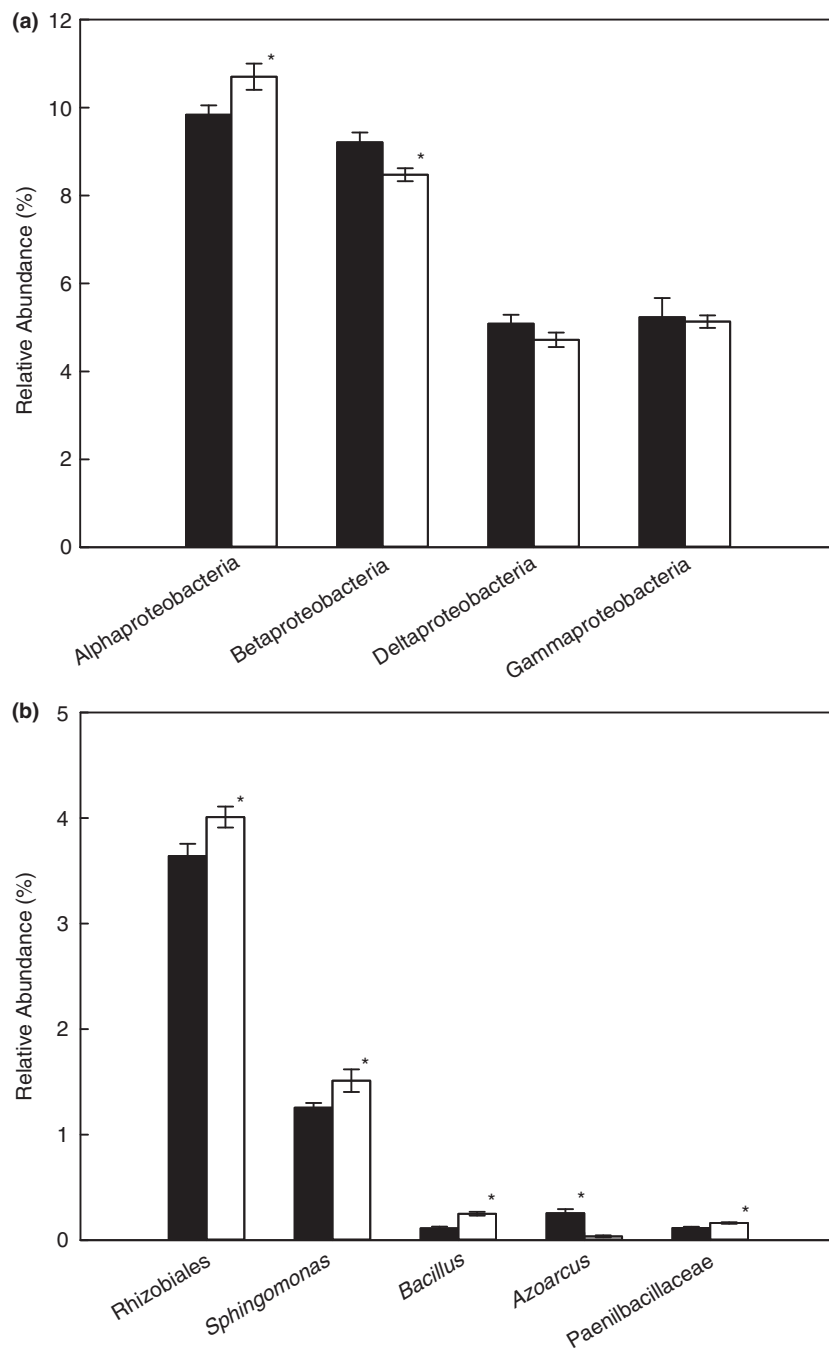 (a)
12
10
8
6
4
2
0
Relative Abundance (%)
*
*
Alphaproteobacteria
Betaproteobacteria
Deltaproteobacteria
Gammaproteobacteria
(b)
5
4
3
2
1
0
Relative Abundance (%)
*
*
*
*
*
Rhizobiales
Sphingomonas
Bacillus
Azoarcus
Paenilbacillaceae